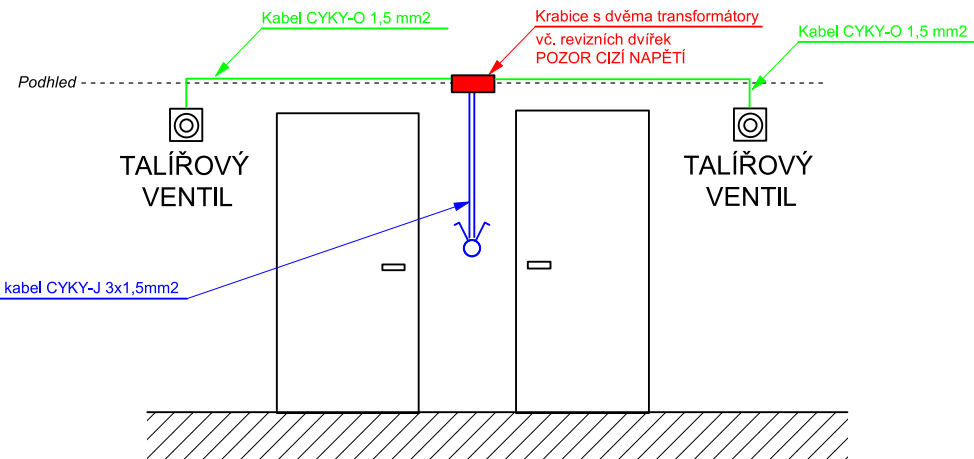 Kabel CYKY-O 1,5 mm2
Krabice s dvěma transformátory
vč. revizních dvířek
POZOR CIZÍ NAPĚTÍ
Kabel CYKY-O 1,5 mm2
Podhled
TALÍŘOVÝ
VENTIL
TALÍŘOVÝ
VENTIL
kabel CYKY-J 3x1,5mm2